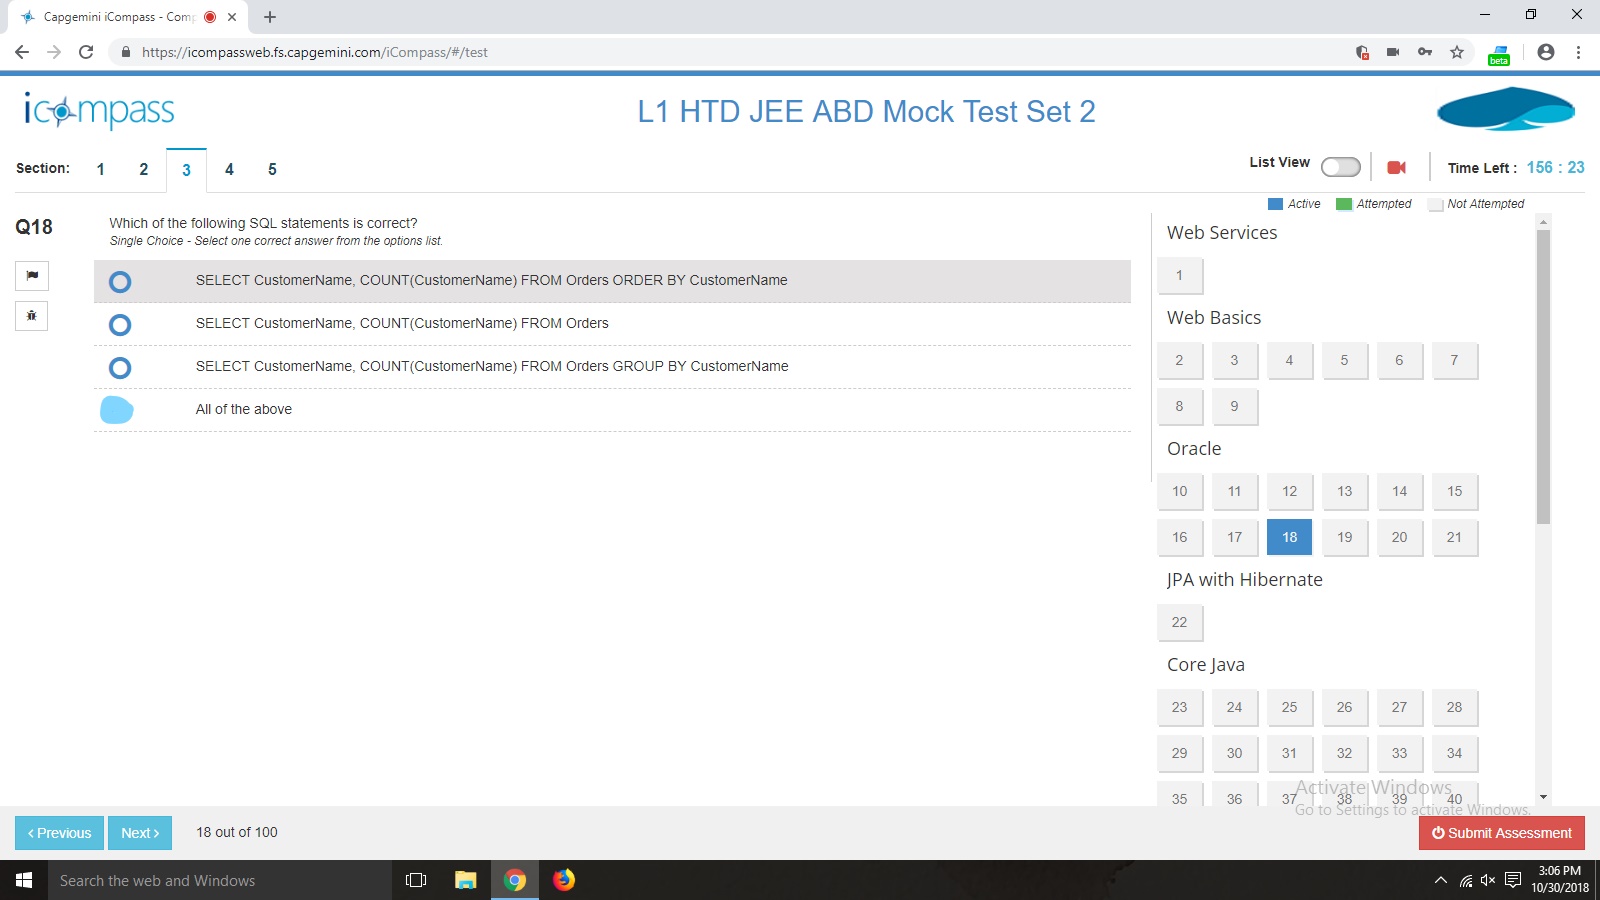 Capgemini iCompass - Comp
https://icompassweb.fs.capgemini.com/iCompass/#/test
beta
icompass
L1 HTD JEE ABD Mock Test Set 2
Section: 1 2 3 4 5
List View
Time Left : 156 : 23
Active Attempted Not Attempted
Q18
Which of the following SQL statements is correct?
Single Choice - Select one correct answer from the options list.
SELECT CustomerName, COUNT(CustomerName) FROM Orders ORDER BY CustomerName
SELECT CustomerName, COUNT(CustomerName) FROM Orders
SELECT CustomerName, COUNT(CustomerName) FROM Orders GROUP BY CustomerName
All of the above
Web Services
1
Web Basics
2 3 4 5 6 7
8 9
Oracle
10 11 12 13 14 15
16 17 18 19 20 21
JPA with Hibernate
22
Core Java
23 24 25 26 27 28
29 30 31 32 33 34
35 36 37 38 39 40
Activate Windows
Go to Settings to activate Windows.
Previous Next 18 out of 100
Submit Assessment
Search the web and Windows
3:06 PM
10/30/2018